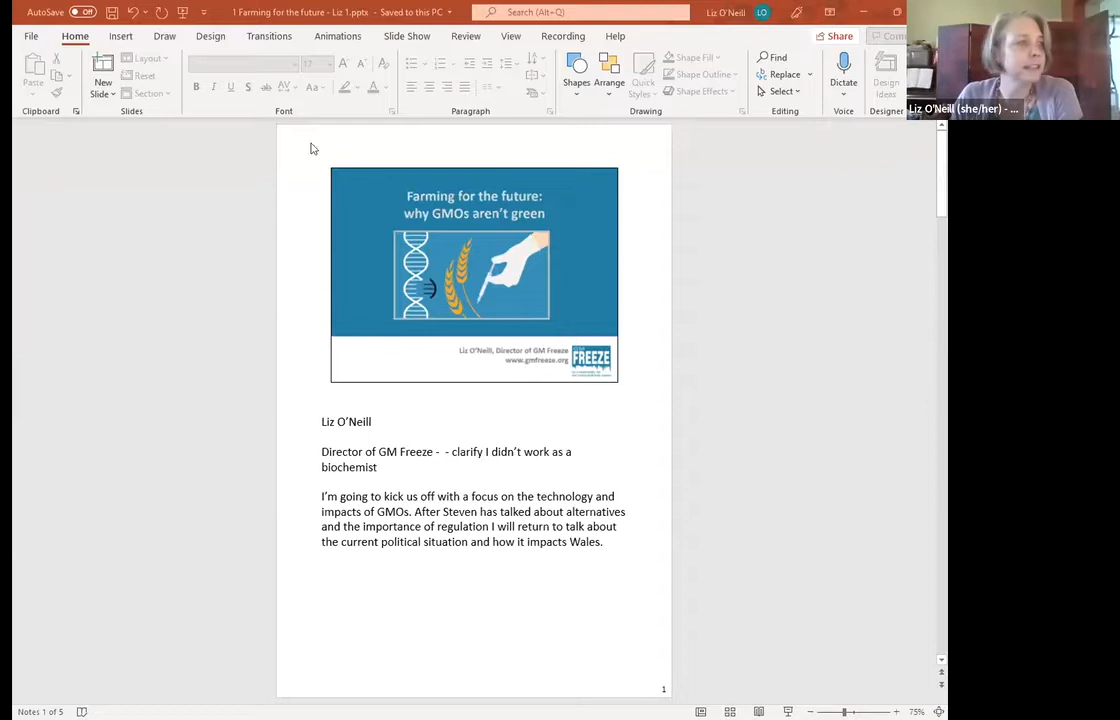 AutoSave Off 1 Farming for the future - Liz 1.pptx - Saved to this PC Search (Alt+Q) Liz O'Neill LO
File Home Insert Draw Design Transitions Animations Slide Show Review View Recording Help Share Com
Paste New Slide Layout Reset Section 17 Shapes Arrange Quick Styles Shape Fill Shape Outline Shape Effects Find Replace Select Dictate Design Ideas
Clipboard Slides Font Paragraph Drawing Editing Voice Designer
Liz O'Neill (she/her) - ...
Farming for the future:
why GMOs aren't green
Liz O'Neill, Director of GM Freeze
www.gmfreeze.org
FREEZE
Liz O'Neill
Director of GM Freeze - - clarify I didn't work as a
biochemist
I'm going to kick us off with a focus on the technology and
impacts of GMOs. After Steven has talked about alternatives
and the importance of regulation I will return to talk about
the current political situation and how it impacts Wales.
1
Notes 1 of 5 75%